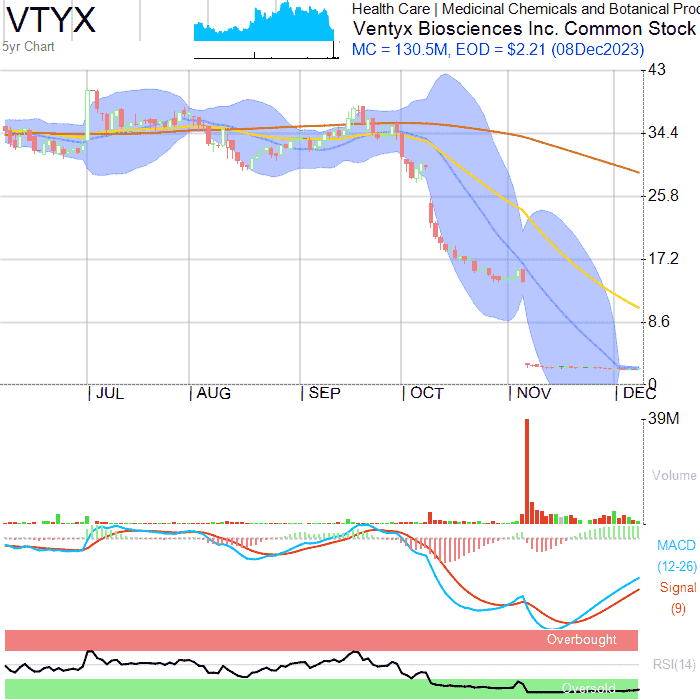 VTYX
5yr Chart
Health Care | Medicinal Chemicals and Botanical Prod
Ventyx Biosciences Inc. Common Stock
MC = 130.5M, EOD = $2.21 (08Dec2023)
43
34.4
25.8
17.2
8.6
0
JUL AUG SEP OCT NOV DEC
39M
Volume
MACD
(12-26)
Signal
(9)
Overbought
RSI(14)
Oversold